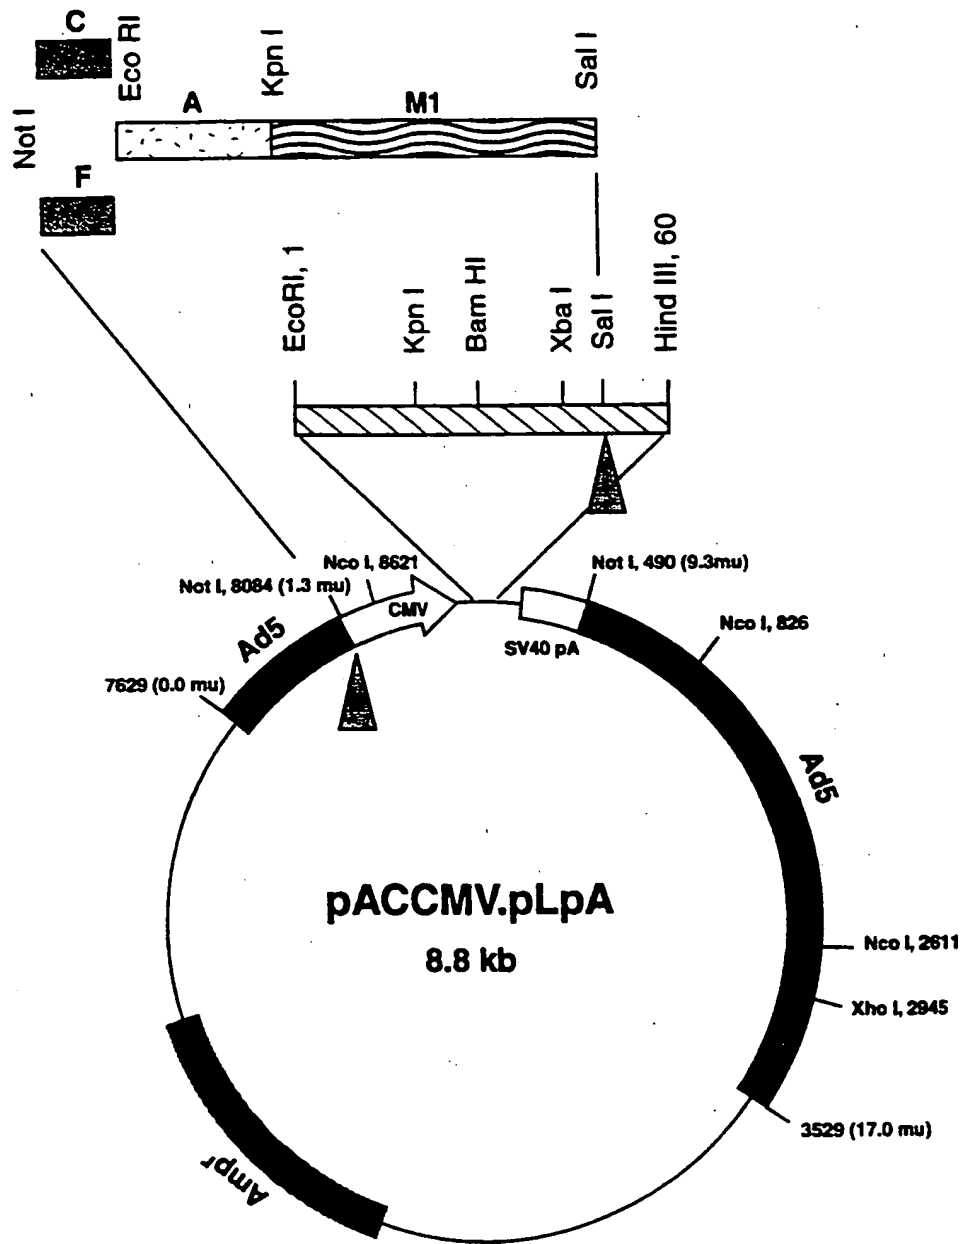 C
Eco RI
Kpn I
Sal I
Not I
A
M1
F
EcoRI, 1
Kpn I
Bam HI
Xba I
Sal I
Hind III, 60
Nco I, 8621
Not I, 8084 (1.3 mu)
Not I, 490 (9.3mu)
CMV
SV40 pA
Nco I, 826
Ad5
7629 (0.0 mu)
Ad5
pACCMV.pLpA
8.8 kb
Nco I, 2611
Xho I, 2945
3529 (17.0 mu)
Ampr